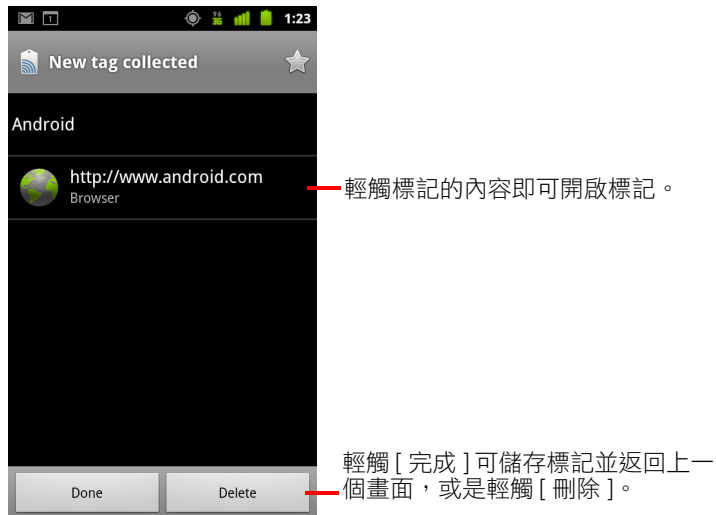 1
3G
1:23
New tag collected
Android
http://www.android.com
Browser
輕觸標記的內容即可開啟標記。
輕觸 [ 完成 ] 可儲存標記並返回上一
個畫面，或是輕觸 [ 刪除 ]。
Done
Delete